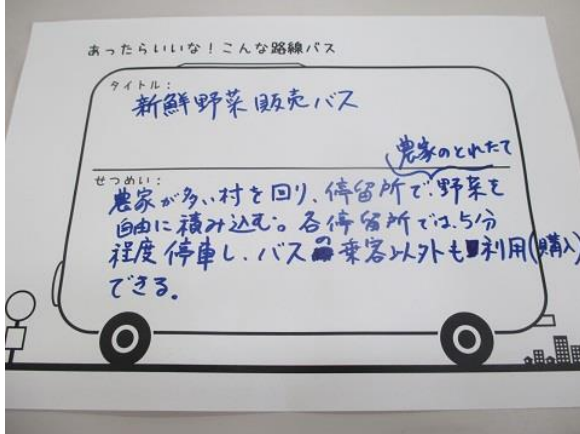 あったらいいな！こんな路線バス
タイトル：
新鮮野菜販売バス
農家のとれたて
せつめい：
農家が多い村を回り、停留所で、野菜を
自由に積み込む。各停留所では、5分
程度停車し、バスの乗客以外も利用(購入)
できる。